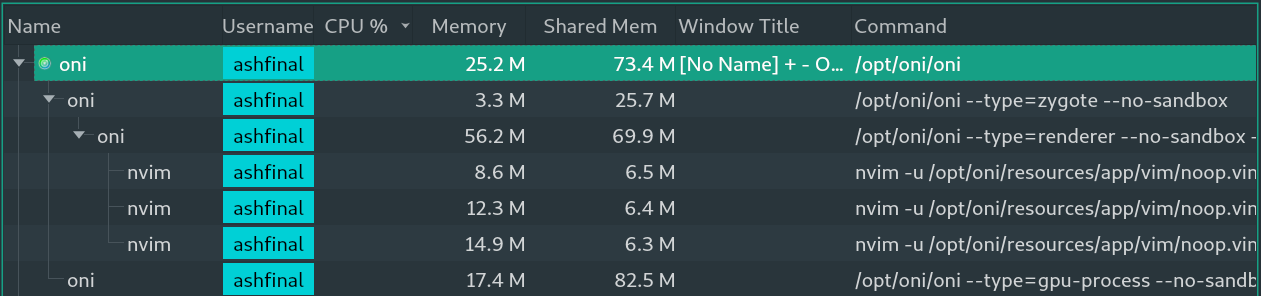 Name Username CPU % Memory Shared Mem Window Title Command
oni ashfinal 25.2 M 73.4 M [No Name] + - O... /opt/oni/oni
oni ashfinal 3.3 M 25.7 M /opt/oni/oni --type=zygote --no-sandbox
oni ashfinal 56.2 M 69.9 M /opt/oni/oni --type=renderer --no-sandbox -
nvim ashfinal 8.6 M 6.5 M nvim -u /opt/oni/resources/app/vim/noop.vim
nvim ashfinal 12.3 M 6.4 M nvim -u /opt/oni/resources/app/vim/noop.vim
nvim ashfinal 14.9 M 6.3 M nvim -u /opt/oni/resources/app/vim/noop.vim
oni ashfinal 17.4 M 82.5 M /opt/oni/oni --type=gpu-process --no-sandb